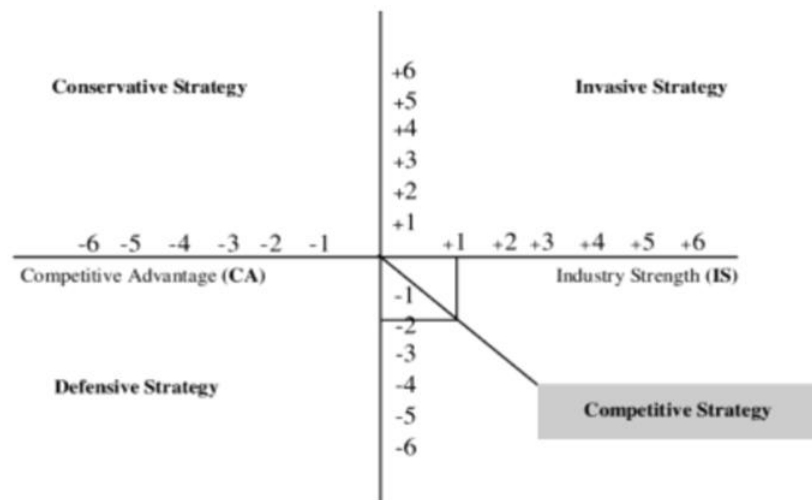 +6
Conservative Strategy
Invasive Strategy
+5
+4
+3
+2
+1
-6 -5 -4 -3 -2 -1
+1 +2 +3 +4 +5 +6
Competitive Advantage (CA)
Industry Strength (IS)
-1
-2
-3
Defensive Strategy
-4
Competitive Strategy
-5
-6